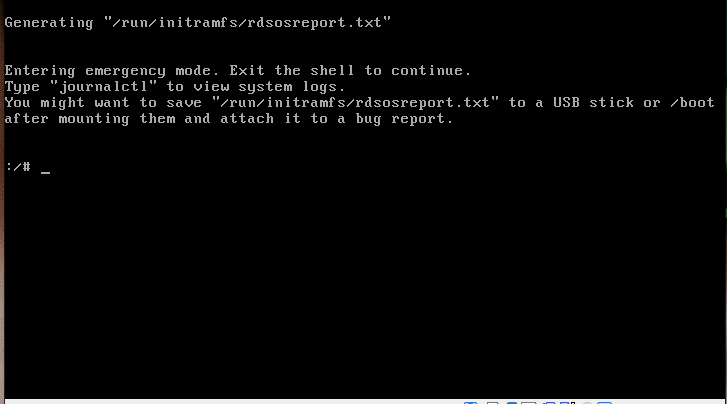 Generating "/run/initramfs/rdsosreport.txt"
Entering emergency mode. Exit the shell to continue.
Type "journalctl" to view system logs.
You might want to save "/run/initramfs/rdsosreport.txt" to a USB stick or /boot
after mounting them and attach it to a bug report.
:/# _